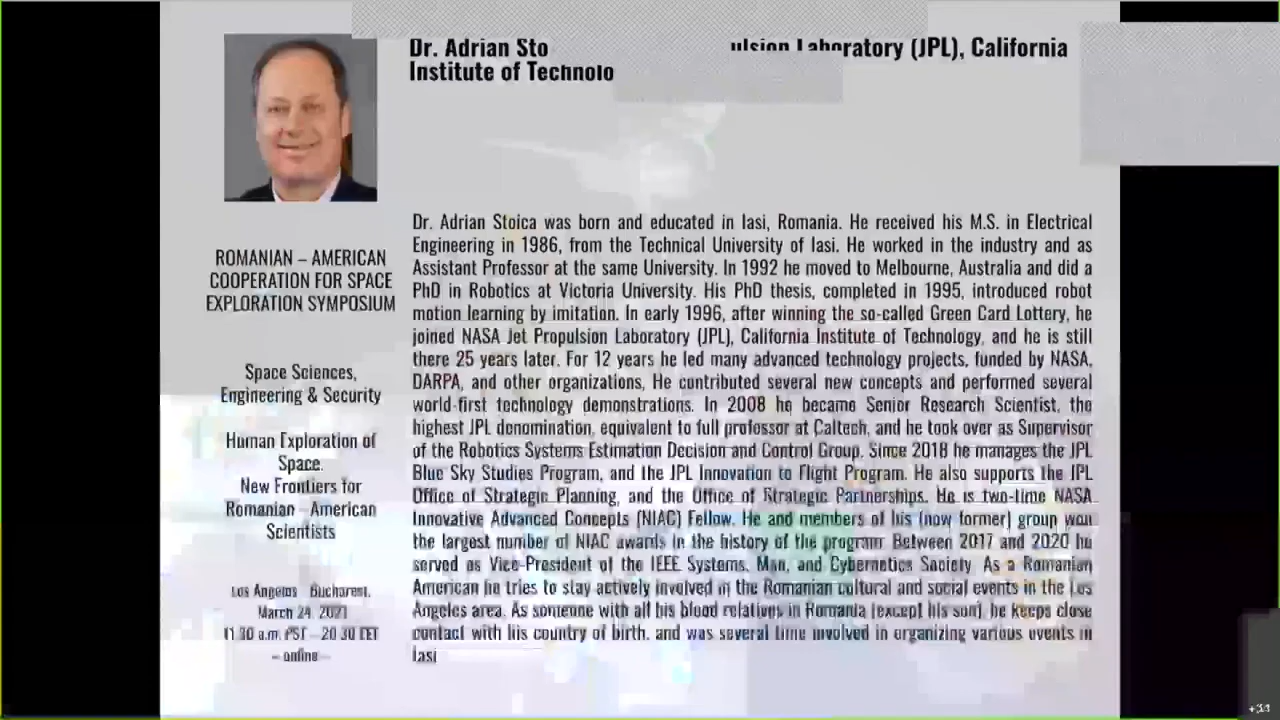 Dr. Adrian Sto ulsion Laboratory (JPL), California
Institute of Technolo
ROMANIAN – AMERICAN
COOPERATION FOR SPACE
EXPLORATION SYMPOSIUM
Space Sciences,
Engineering & Security
Human Exploration of
Space.
New Frontiers for
Romanian – American
Scientists
Los Angeles Bucharest,
March 24, 2021
11.30 a.m. PST – 20.30 EET
– online –
Dr. Adrian Stoica was born and educated in Iasi, Romania. He received his M.S. in Electrical
Engineering in 1986, from the Technical University of Iasi. He worked in the industry and as
Assistant Professor at the same University. In 1992 he moved to Melbourne, Australia and did a
PhD in Robotics at Victoria University. His PhD thesis, completed in 1995, introduced robot
motion learning by imitation. In early 1996, after winning the so-called Green Card Lottery, he
joined NASA Jet Propulsion Laboratory (JPL), California Institute of Technology, and he is still
there 25 years later. For 12 years he led many advanced technology projects, funded by NASA,
DARPA, and other organizations, He contributed several new concepts and performed several
world-first technology demonstrations. In 2008 he became Senior Research Scientist, the
highest JPL denomination, equivalent to full professor at Caltech, and he took over as Supervisor
of the Robotics Systems Estimation Decision and Control Group. Since 2018 he manages the JPL
Blue Sky Studies Program, and the JPL Innovation to Flight Program. He also supports the JPL
Office of Strategic Planning, and the Office of Strategic Partnerships. He is two-time NASA
Innovative Advanced Concepts (NIAC) Fellow. He and members of his (now former) group won
the largest number of NIAC awards in the history of the program. Between 2017 and 2020 he
served as Vice-President of the IEEE Systems, Man, and Cybernetics Society. As a Romanian
American he tries to stay actively involved in the Romanian cultural and social events in the Los
Angeles area. As someone with all his blood relatives in Romania (except his son), he keeps close
contact with his country of birth, and was several time involved in organizing various events in
Iasi